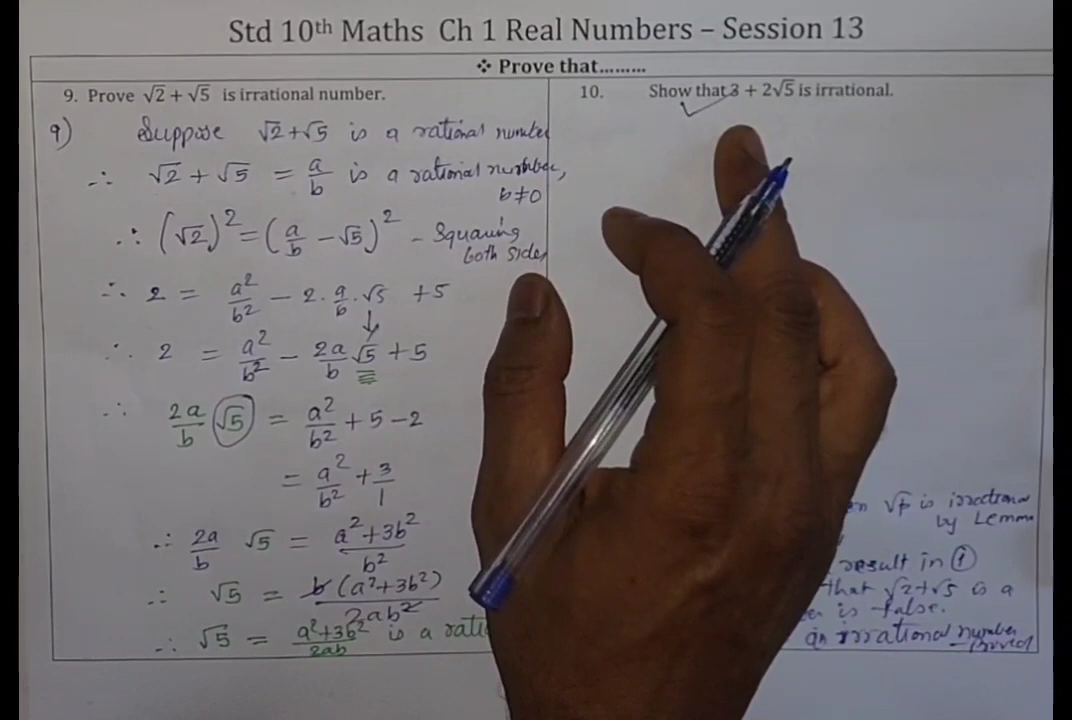 Std 10th Maths Ch 1 Real Numbers – Session 13
❖ Prove that.........
9. Prove √2 + √5 is irrational number.
9) Suppose √2+√5 is a rational number
∴ √2 + √5 = a/b is a rational number,
b≠0
∴ (√2)² = (a/b − √5)² – Squaring
both sides
∴ 2 = a²/b² − 2·a/b·√5 + 5
∴ 2 = a²/b² − 2a/b √5 + 5
∴ 2a/b √5 = a²/b² + 5 − 2
= a²/b² + 3/1
∴ 2a/b √5 = a²+3b²/b²
∴ √5 = b(a²+3b²)/2ab²
∴ √5 = a²+3b²/2ab is a
10. Show that 3 + 2√5 is irrational.
√p is irrational
by Lemma
result in ①
that √2+√5 is a
is false.
an irrational number
– proved